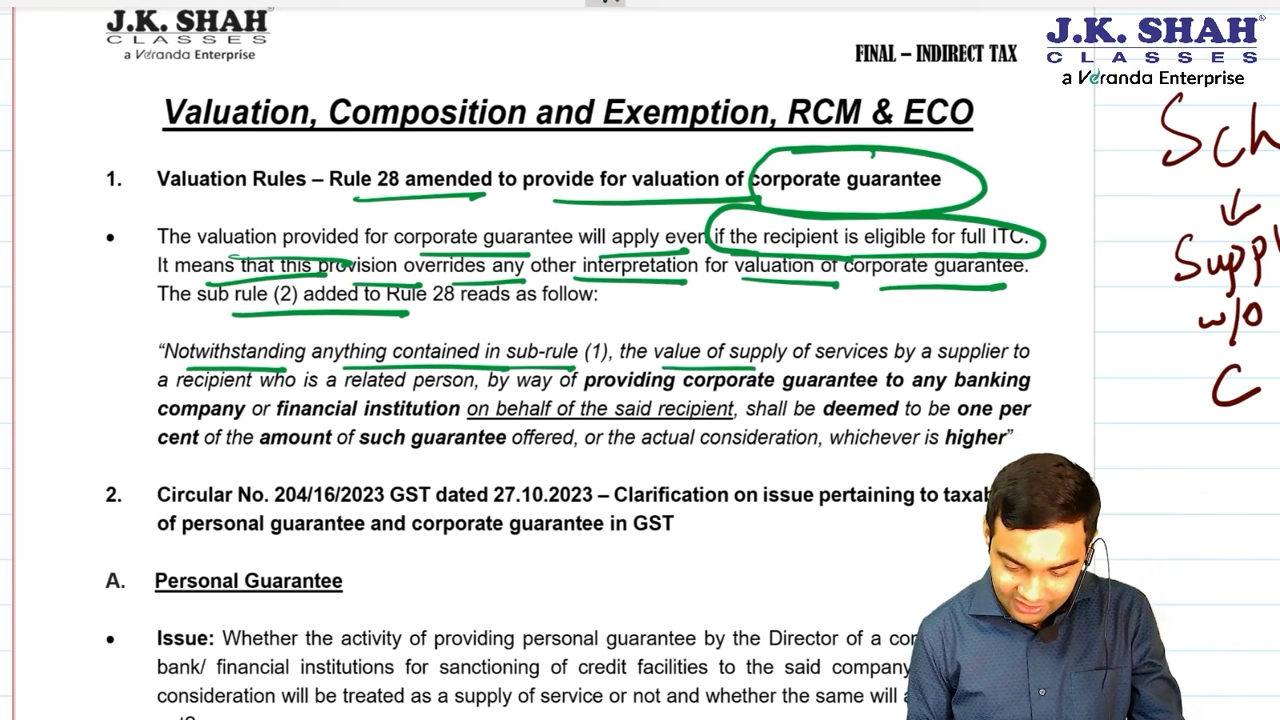 J.K. SHAH
CLASSES
a Veranda Enterprise
J.K. SHAH
CLASSES
a Veranda Enterprise
FINAL – INDIRECT TAX
Valuation, Composition and Exemption, RCM & ECO
Sch
1. Valuation Rules – Rule 28 amended to provide for valuation of corporate guarantee
• The valuation provided for corporate guarantee will apply even if the recipient is eligible for full ITC.
It means that this provision overrides any other interpretation for valuation of corporate guarantee.
The sub rule (2) added to Rule 28 reads as follow:
Suppl
w/o
C
“Notwithstanding anything contained in sub-rule (1), the value of supply of services by a supplier to
a recipient who is a related person, by way of providing corporate guarantee to any banking
company or financial institution on behalf of the said recipient, shall be deemed to be one per
cent of the amount of such guarantee offered, or the actual consideration, whichever is higher”
2. Circular No. 204/16/2023 GST dated 27.10.2023 – Clarification on issue pertaining to
of personal guarantee and corporate guarantee in GST
A. Personal Guarantee
• Issue: Whether the activity of providing personal guarantee by the Director of a
bank/ financial institutions for sanctioning of credit facilities to the said company
consideration will be treated as a supply of service or not and whether the same will